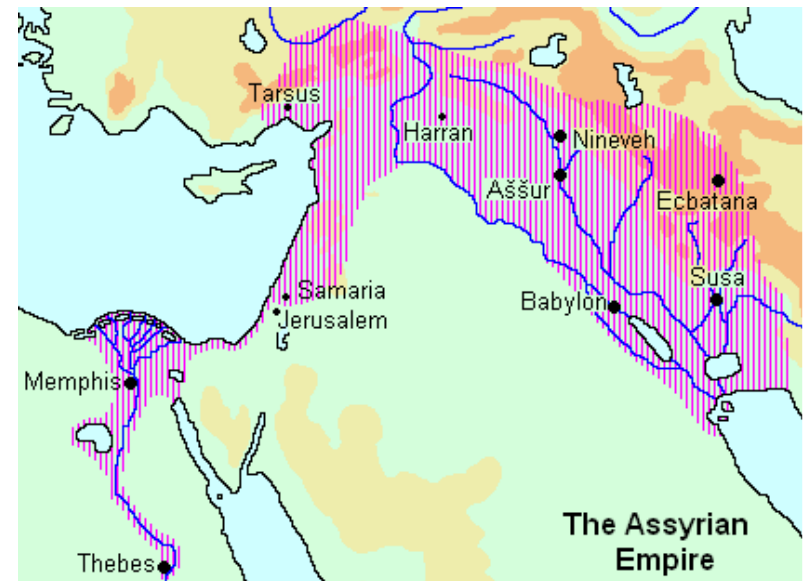 Tarsus
Harran
Nineveh
Aššur
Ecbatana
Samaria
Jerusalem
Babylon
Susa
Memphis
Thebes
The Assyrian
Empire